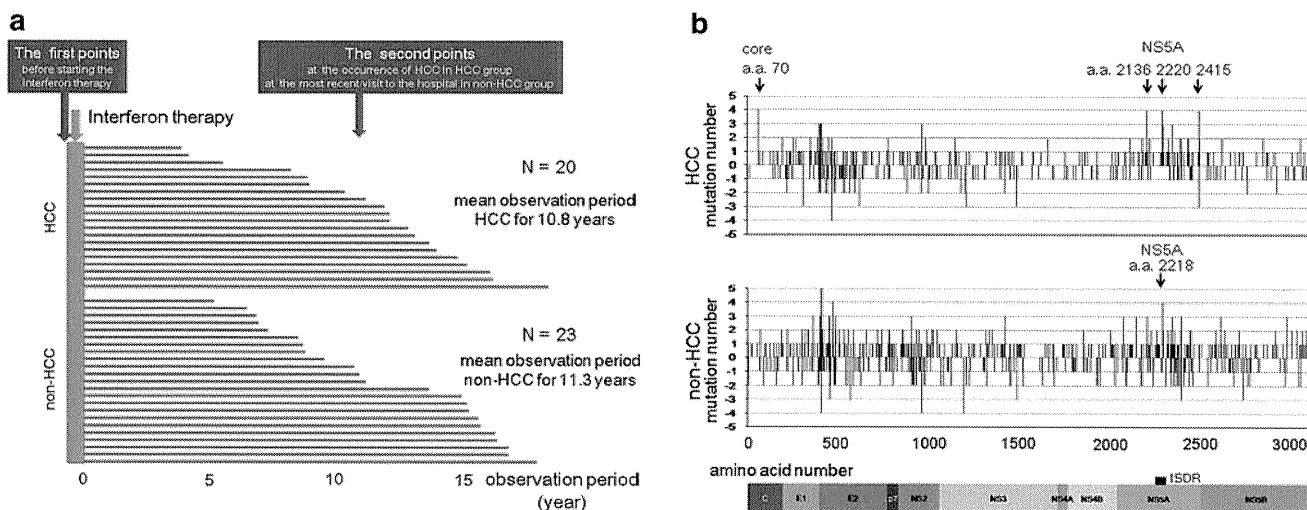 a
The first points
before starting the
Interferon therapy
The second points
at the occurrence of HCC in HCC group
at the most recent visit to the hospital in non-HCC group
Interferon therapy
HCC
N = 20
mean observation period
HCC for 10.8 years
non-HCC
N = 23
mean observation period
non-HCC for 11.3 years
0 5 10 15 observation period
(year)
b
core
a.a. 70
NS5A
a.a. 2136 2220 2415
HCC
mutation number
5
4
3
2
1
0
-1
-2
-3
-4
-5
NS5A
a.a. 2218
non-HCC
mutation number
5
4
3
2
1
0
-1
-2
-3
-4
-5
0 500 1000 1500 2000 2500 3000
amino acid number
ISDR
C E1 E2 NS2 NS3 NS4A NS4B NS5A NS5B